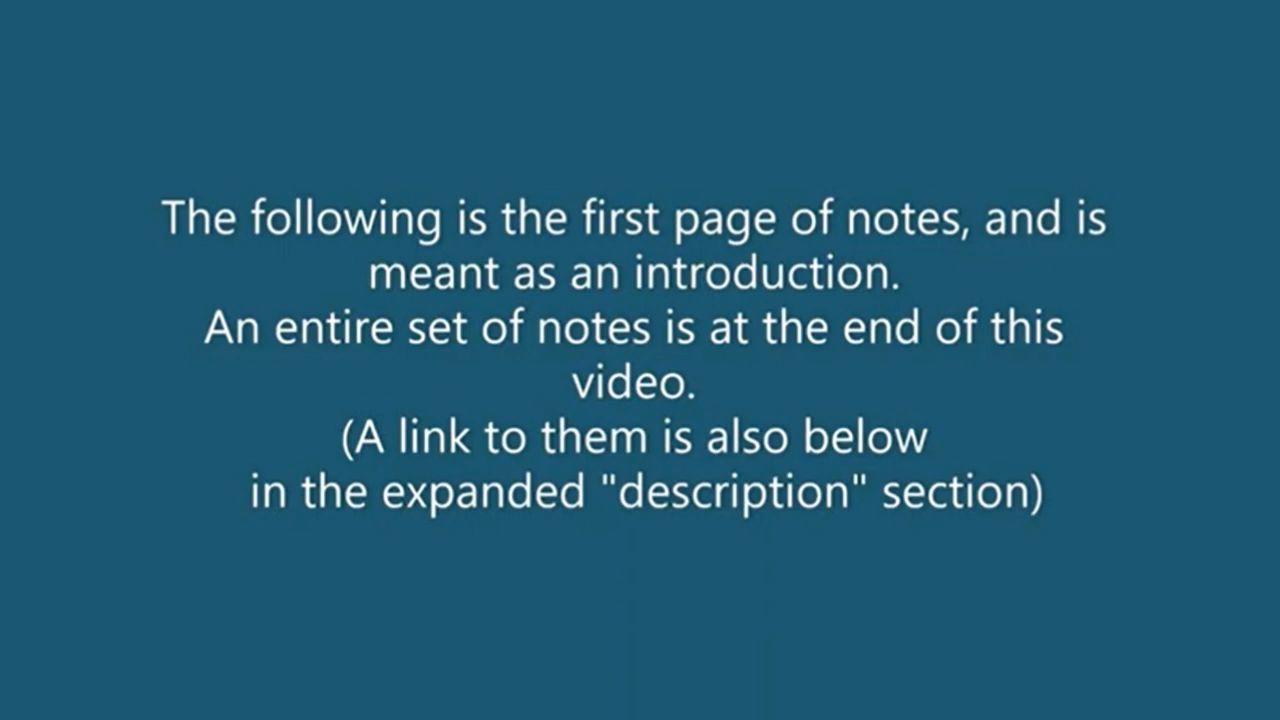 The following is the first page of notes, and is
meant as an introduction.
An entire set of notes is at the end of this
video.
(A link to them is also below
in the expanded "description" section)